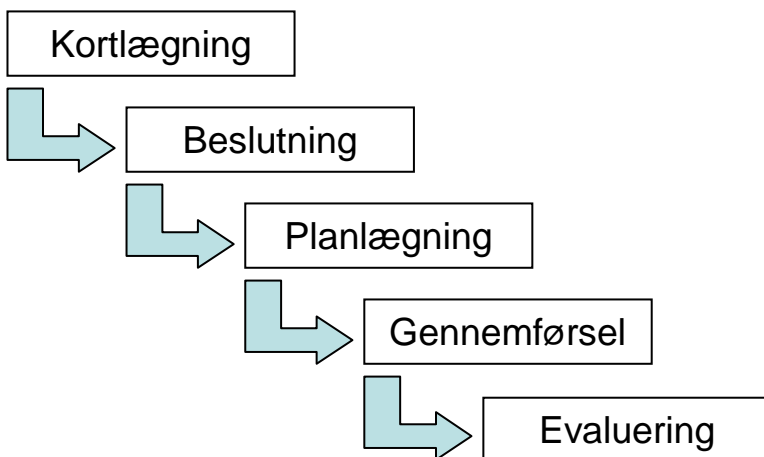 Kortlægning
Beslutning
Planlægning
Gennemførsel
Evaluering